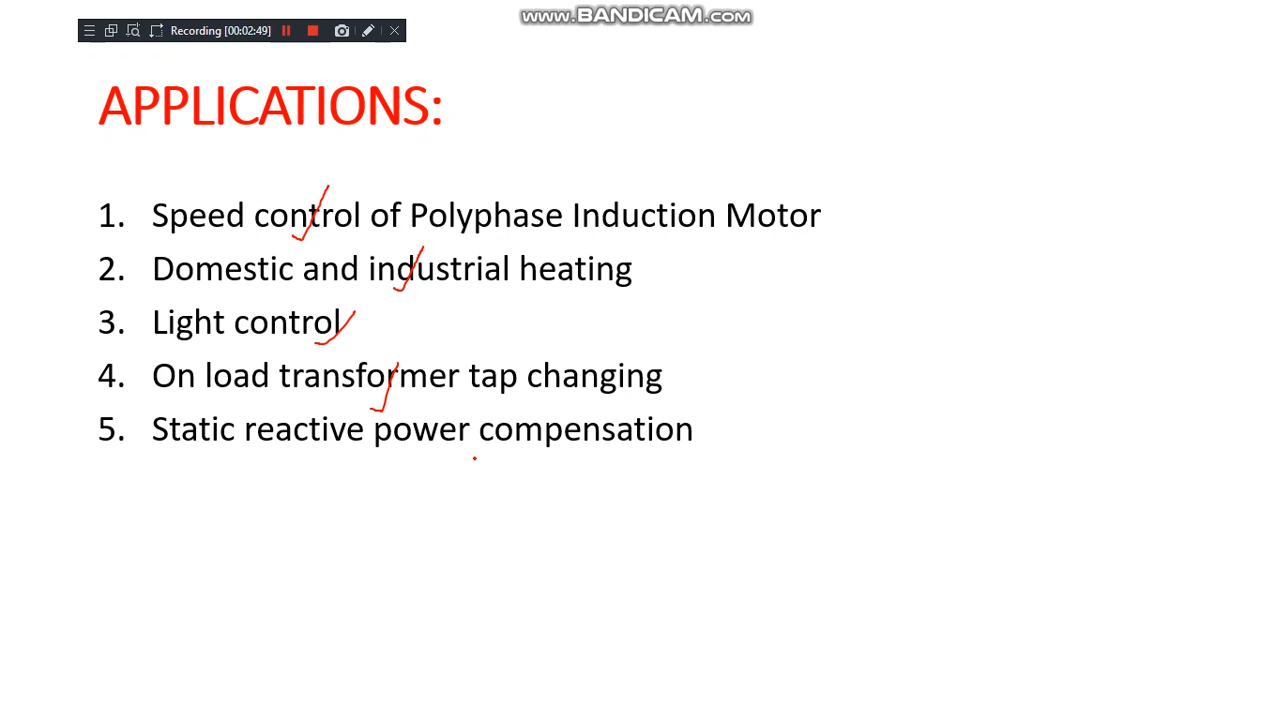 www.BANDICAM.com
Recording [00:02:49]
APPLICATIONS:
1. Speed control of Polyphase Induction Motor
2. Domestic and industrial heating
3. Light control
4. On load transformer tap changing
5. Static reactive power compensation